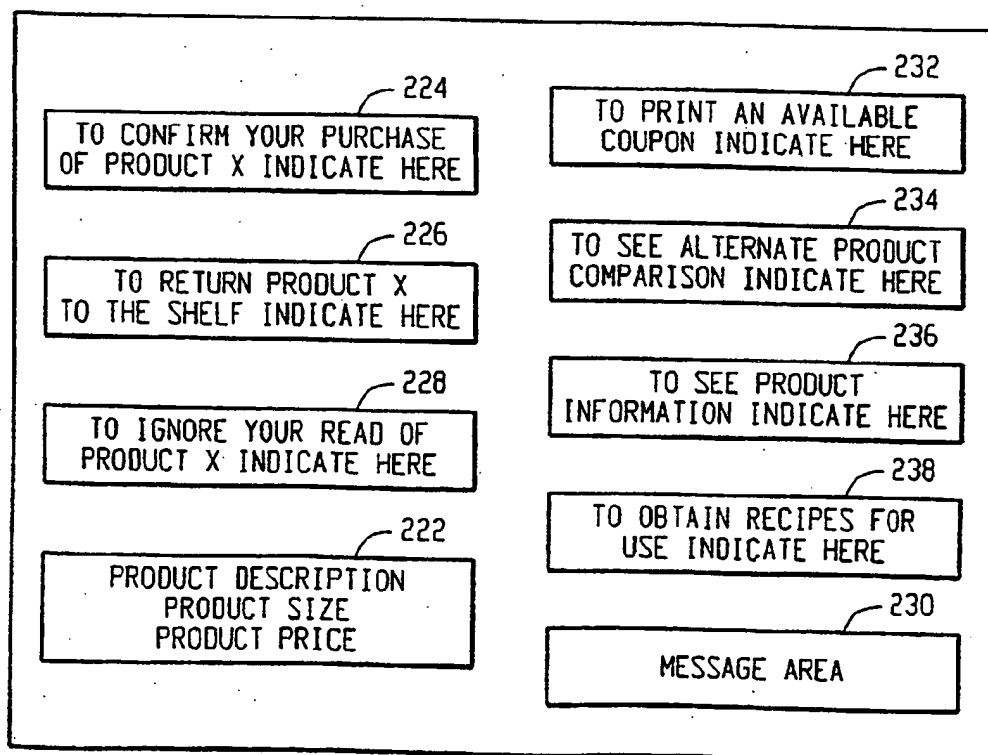 224
TO CONFIRM YOUR PURCHASE
OF PRODUCT X INDICATE HERE
226
TO RETURN PRODUCT X
TO THE SHELF INDICATE HERE
228
TO IGNORE YOUR READ OF
PRODUCT X INDICATE HERE
222
PRODUCT DESCRIPTION
PRODUCT SIZE
PRODUCT PRICE
232
TO PRINT AN AVAILABLE
COUPON INDICATE HERE
234
TO SEE ALTERNATE PRODUCT
COMPARISON INDICATE HERE
236
TO SEE PRODUCT
INFORMATION INDICATE HERE
238
TO OBTAIN RECIPES FOR
USE INDICATE HERE
230
MESSAGE AREA